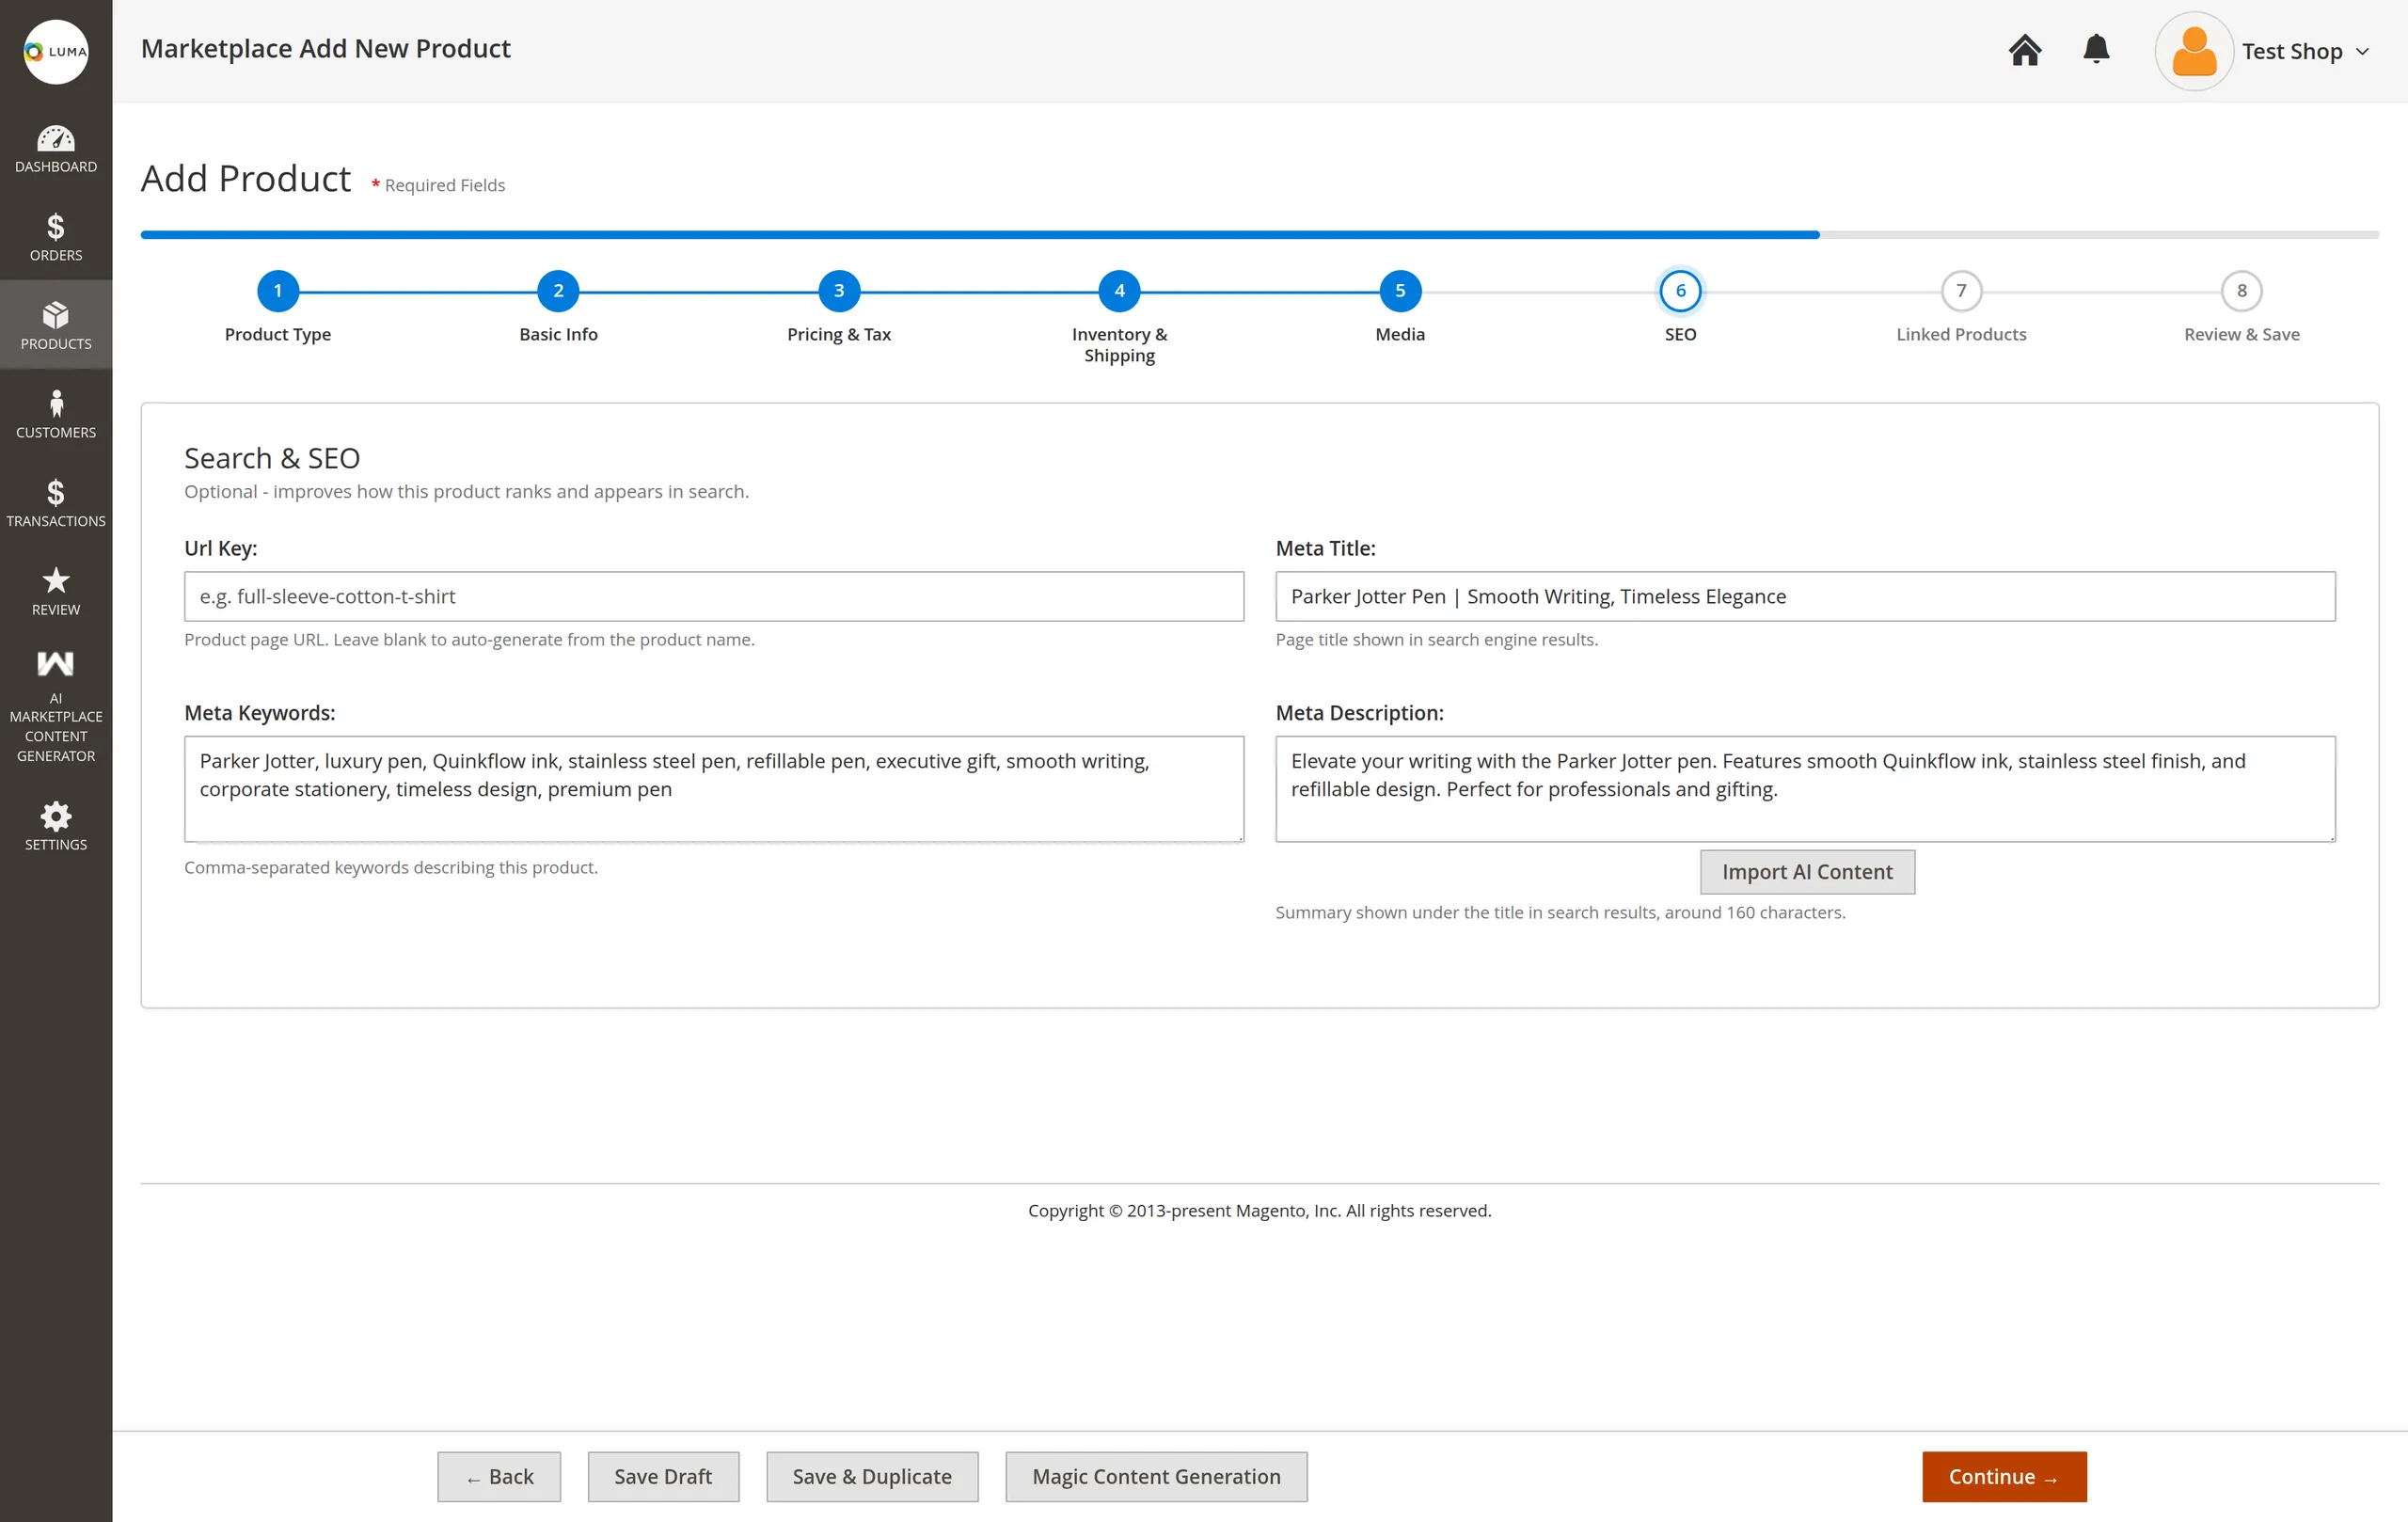 LUMA
Marketplace Add New Product
Test Shop
DASHBOARD
ORDERS
PRODUCTS
CUSTOMERS
TRANSACTIONS
REVIEW
AI
MARKETPLACE
CONTENT
GENERATOR
SETTINGS
Add Product * Required Fields
1 2 3 4 5 6 7 8
Product Type Basic Info Pricing & Tax Inventory & Media SEO Linked Products Review & Save
Shipping
Search & SEO
Optional - improves how this product ranks and appears in search.
Url Key:
e.g. full-sleeve-cotton-t-shirt
Product page URL. Leave blank to auto-generate from the product name.
Meta Title:
Parker Jotter Pen | Smooth Writing, Timeless Elegance
Page title shown in search engine results.
Meta Keywords:
Parker Jotter, luxury pen, Quinkflow ink, stainless steel pen, refillable pen, executive gift, smooth writing,
corporate stationery, timeless design, premium pen
Comma-separated keywords describing this product.
Meta Description:
Elevate your writing with the Parker Jotter pen. Features smooth Quinkflow ink, stainless steel finish, and
refillable design. Perfect for professionals and gifting.
Import AI Content
Summary shown under the title in search results, around 160 characters.
Copyright © 2013-present Magento, Inc. All rights reserved.
← Back Save Draft Save & Duplicate Magic Content Generation Continue →